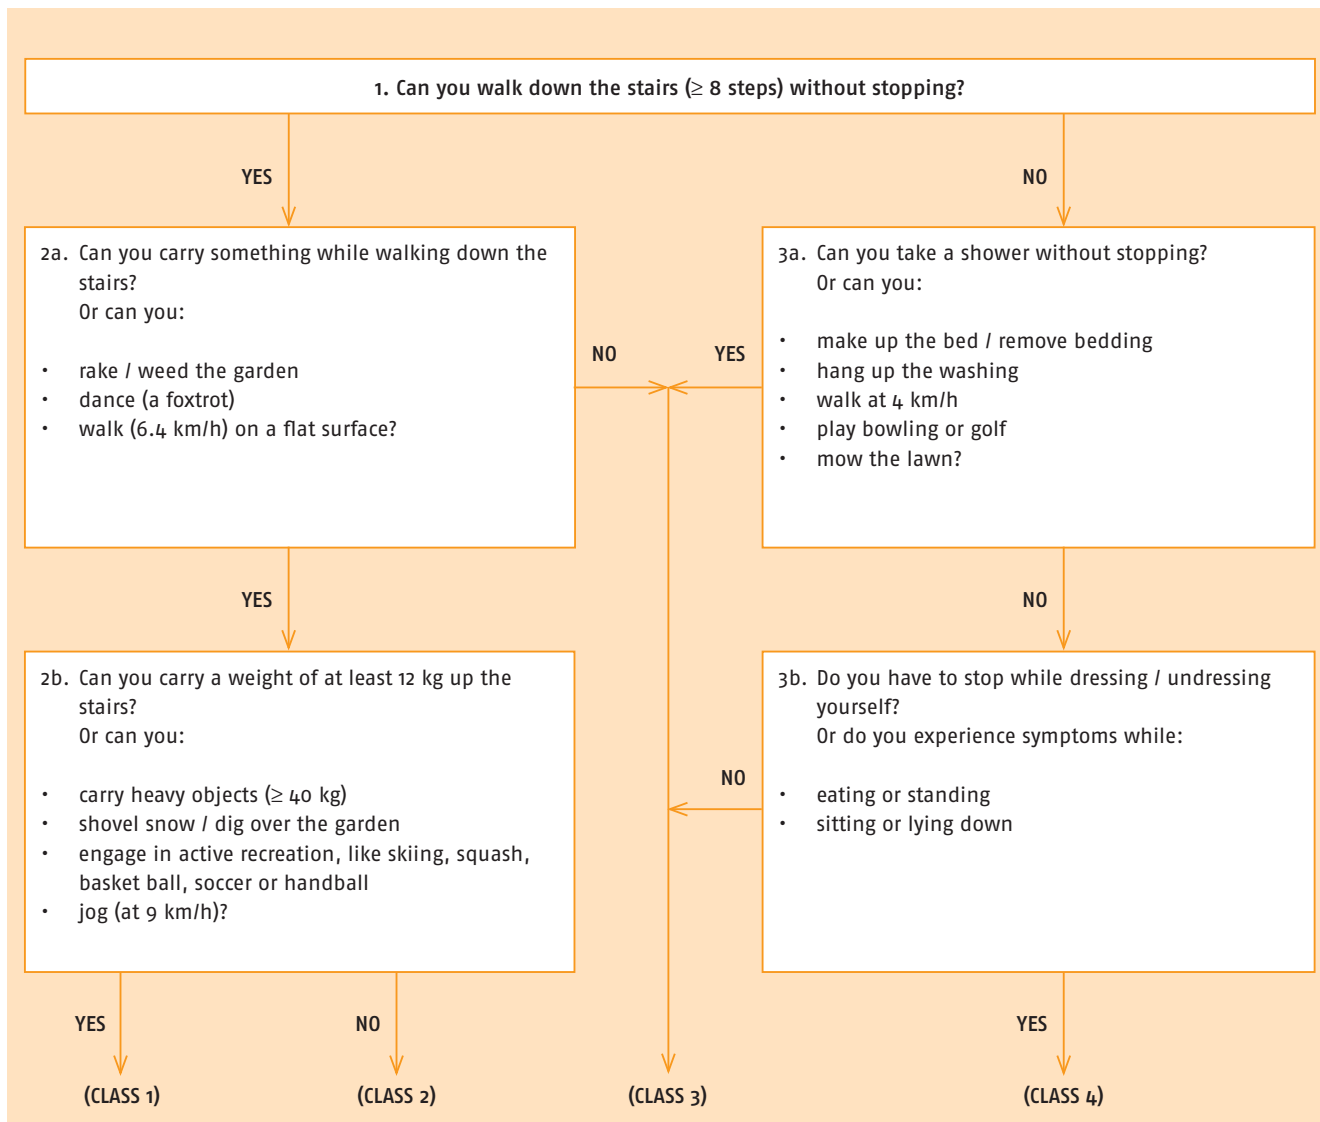 1. Can you walk down the stairs (≥ 8 steps) without stopping?
YES
NO
2a. Can you carry something while walking down the
stairs?
Or can you:
• rake / weed the garden
• dance (a foxtrot)
• walk (6.4 km/h) on a flat surface?
NO
YES
3a. Can you take a shower without stopping?
Or can you:
• make up the bed / remove bedding
• hang up the washing
• walk at 4 km/h
• play bowling or golf
• mow the lawn?
YES
NO
2b. Can you carry a weight of at least 12 kg up the
stairs?
Or can you:
• carry heavy objects (≥ 40 kg)
• shovel snow / dig over the garden
• engage in active recreation, like skiing, squash,
basket ball, soccer or handball
• jog (at 9 km/h)?
NO
3b. Do you have to stop while dressing / undressing
yourself?
Or do you experience symptoms while:
• eating or standing
• sitting or lying down
YES
NO
YES
(CLASS 1)
(CLASS 2)
(CLASS 3)
(CLASS 4)